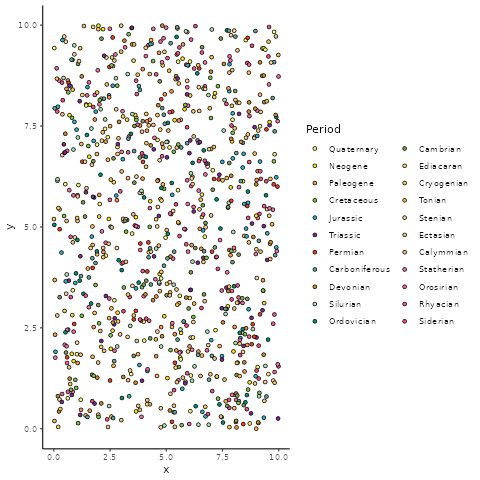 10.0
7.5
5.0
2.5
0.0
y
0.0 2.5 5.0 7.5 10.0
x
Period
Quaternary
Neogene
Paleogene
Cretaceous
Jurassic
Triassic
Permian
Carboniferous
Devonian
Silurian
Ordovician
Cambrian
Ediacaran
Cryogenian
Tonian
Stenian
Ectasian
Calymmian
Statherian
Orosirian
Rhyacian
Siderian